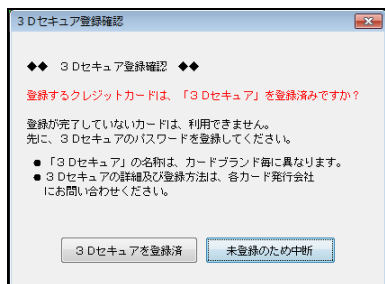 ３Ｄセキュア登録確認
◆◆　３Ｄセキュア登録確認　◆◆
登録するクレジットカードは、「３Ｄセキュア」を登録済みですか？
登録が完了していないカードは、利用できません。
先に、３Ｄセキュアのパスワードを登録してください。
●「３Ｄセキュア」の名称は、カードブランド毎に異なります。
●３Ｄセキュアの詳細及び登録方法は、各カード発行会社
にお問い合わせください。
３Ｄセキュアを登録済
未登録のため中断